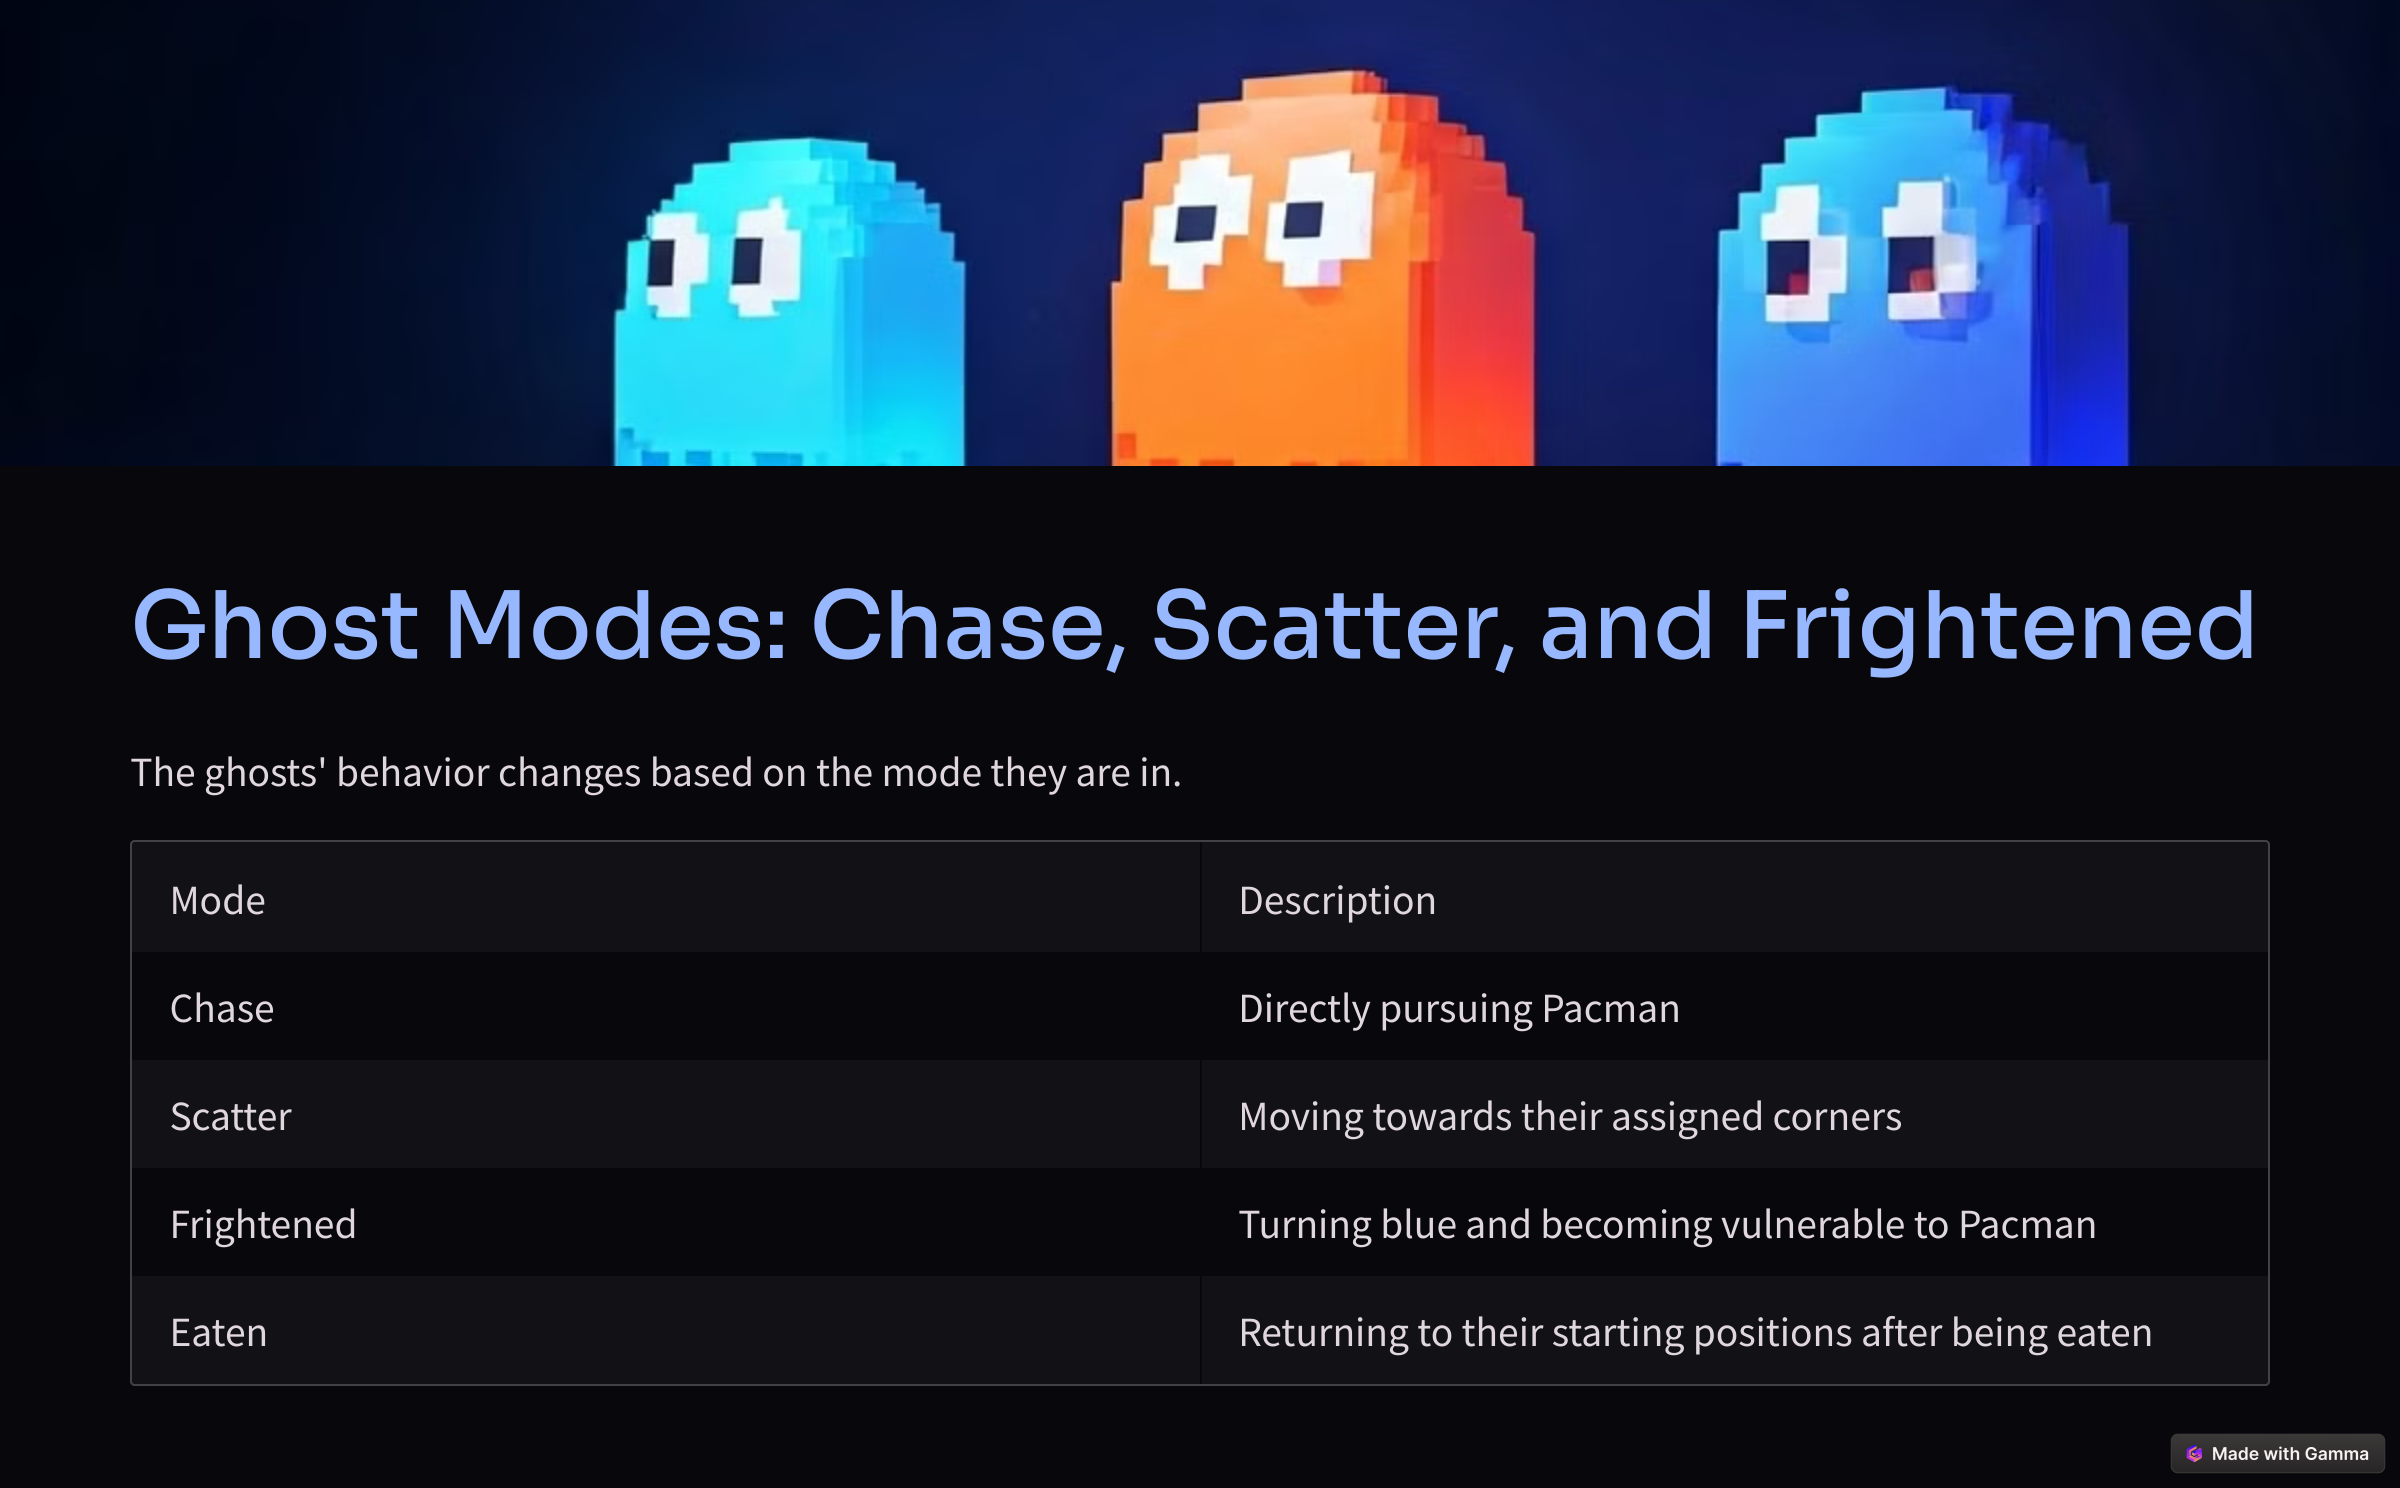 Ghost Modes: Chase, Scatter, and Frightened
The ghosts' behavior changes based on the mode they are in.
Mode Description
Chase Directly pursuing Pacman
Scatter Moving towards their assigned corners
Frightened Turning blue and becoming vulnerable to Pacman
Eaten Returning to their starting positions after being eaten
Made with Gamma